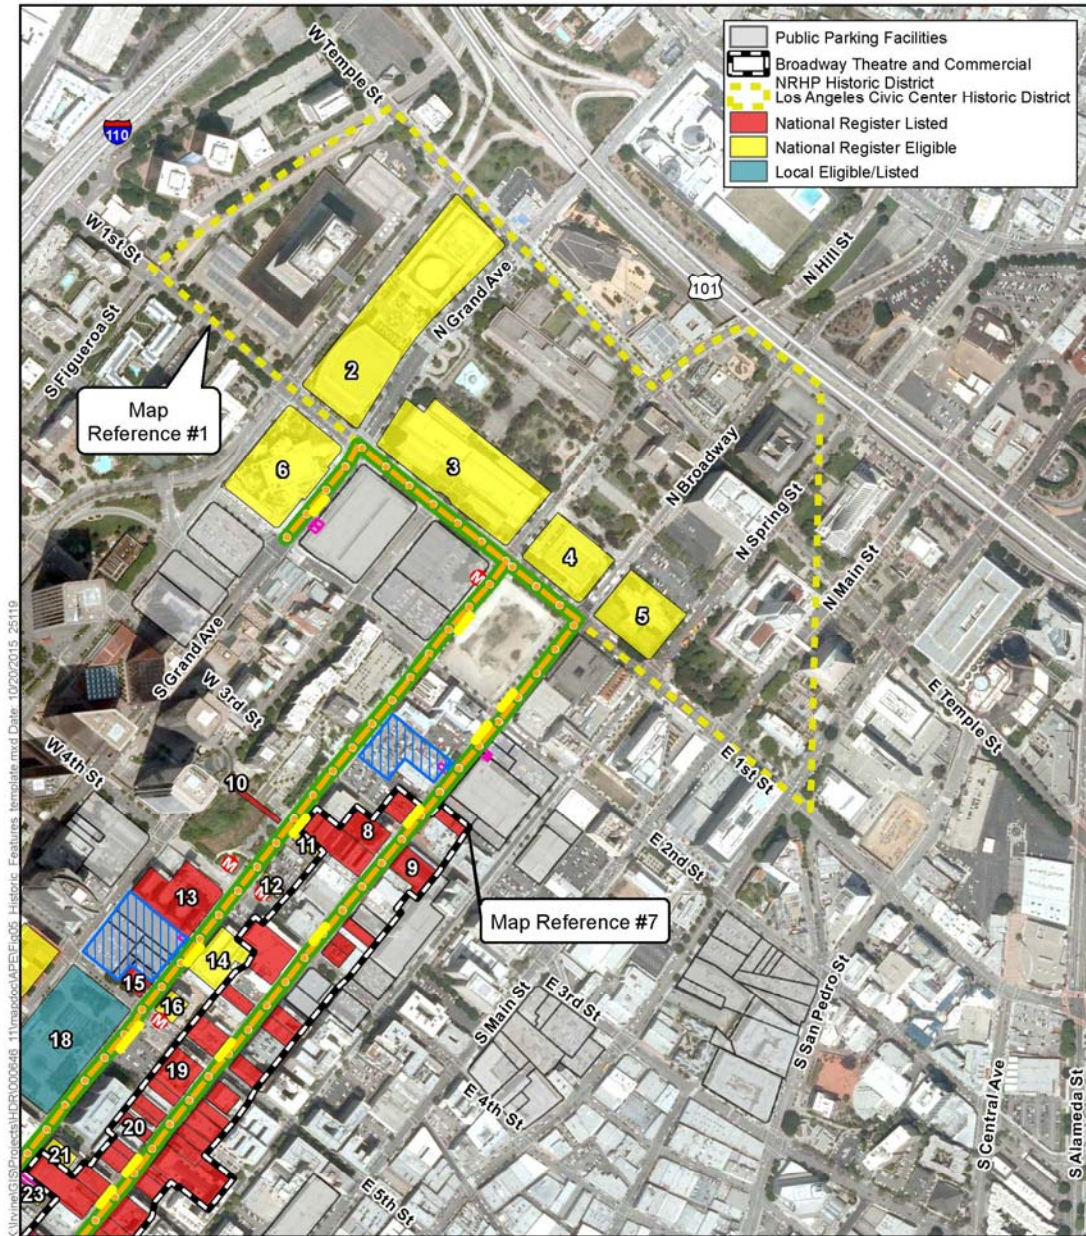 Public Parking Facilities
Broadway Theatre and Commercial
NRHP Historic District
Los Angeles Civic Center Historic District
National Register Listed
National Register Eligible
Local Eligible/Listed
W Temple St
110
W 1st St
S Figueroa St
N Grand Ave
101
N Hill St
Map
Reference #1
2
3
6
4
5
N Broadway
N Spring St
N Main St
S Grand Ave
W 3rd St
W 4th St
M
E Temple St
E 1st St
10
8
11
9
E 2nd St
M
12
M
13
Map Reference #7
14
15
16
M
18
19
20
21
23
S Main St
E 3rd St
S San Pedro St
E 4th St
E 5th St
S Central Ave
S Alameda St